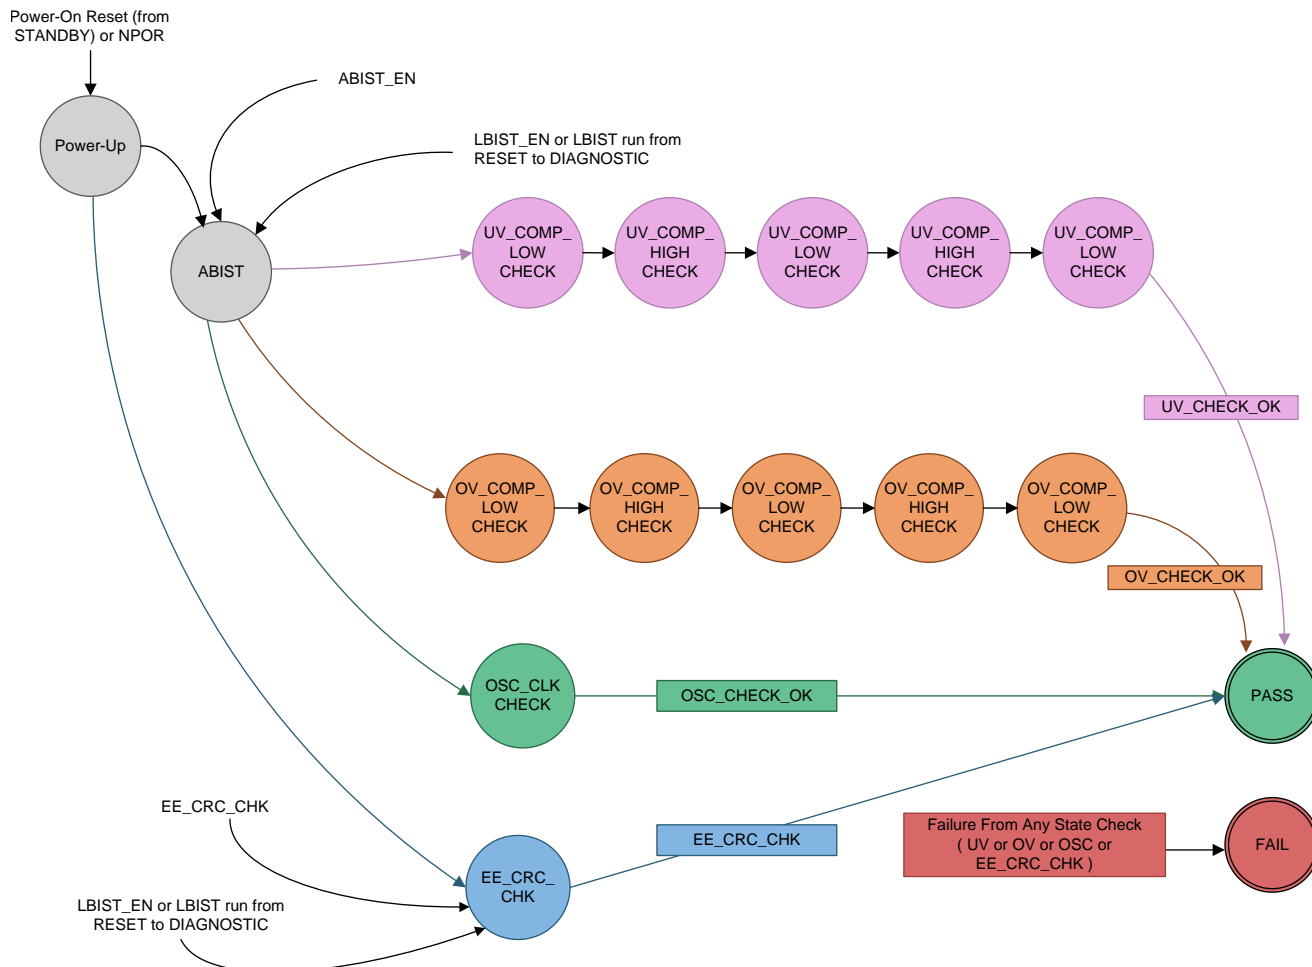 Power-On Reset (from
STANDBY) or NPOR
ABIST_EN
Power-Up
LBIST_EN or LBIST run from
RESET to DIAGNOSTIC
ABIST
UV_COMP_
LOW
CHECK
UV_COMP_
HIGH
CHECK
UV_COMP_
LOW
CHECK
UV_COMP_
HIGH
CHECK
UV_COMP_
LOW
CHECK
UV_CHECK_OK
OV_COMP_
LOW
CHECK
OV_COMP_
HIGH
CHECK
OV_COMP_
LOW
CHECK
OV_COMP_
HIGH
CHECK
OV_COMP_
LOW
CHECK
OV_CHECK_OK
OSC_CLK
CHECK
OSC_CHECK_OK
PASS
EE_CRC_CHK
EE_CRC_CHK
Failure From Any State Check
( UV or OV or OSC or
EE_CRC_CHK )
FAIL
EE_CRC_
CHK
LBIST_EN or LBIST run from
RESET to DIAGNOSTIC